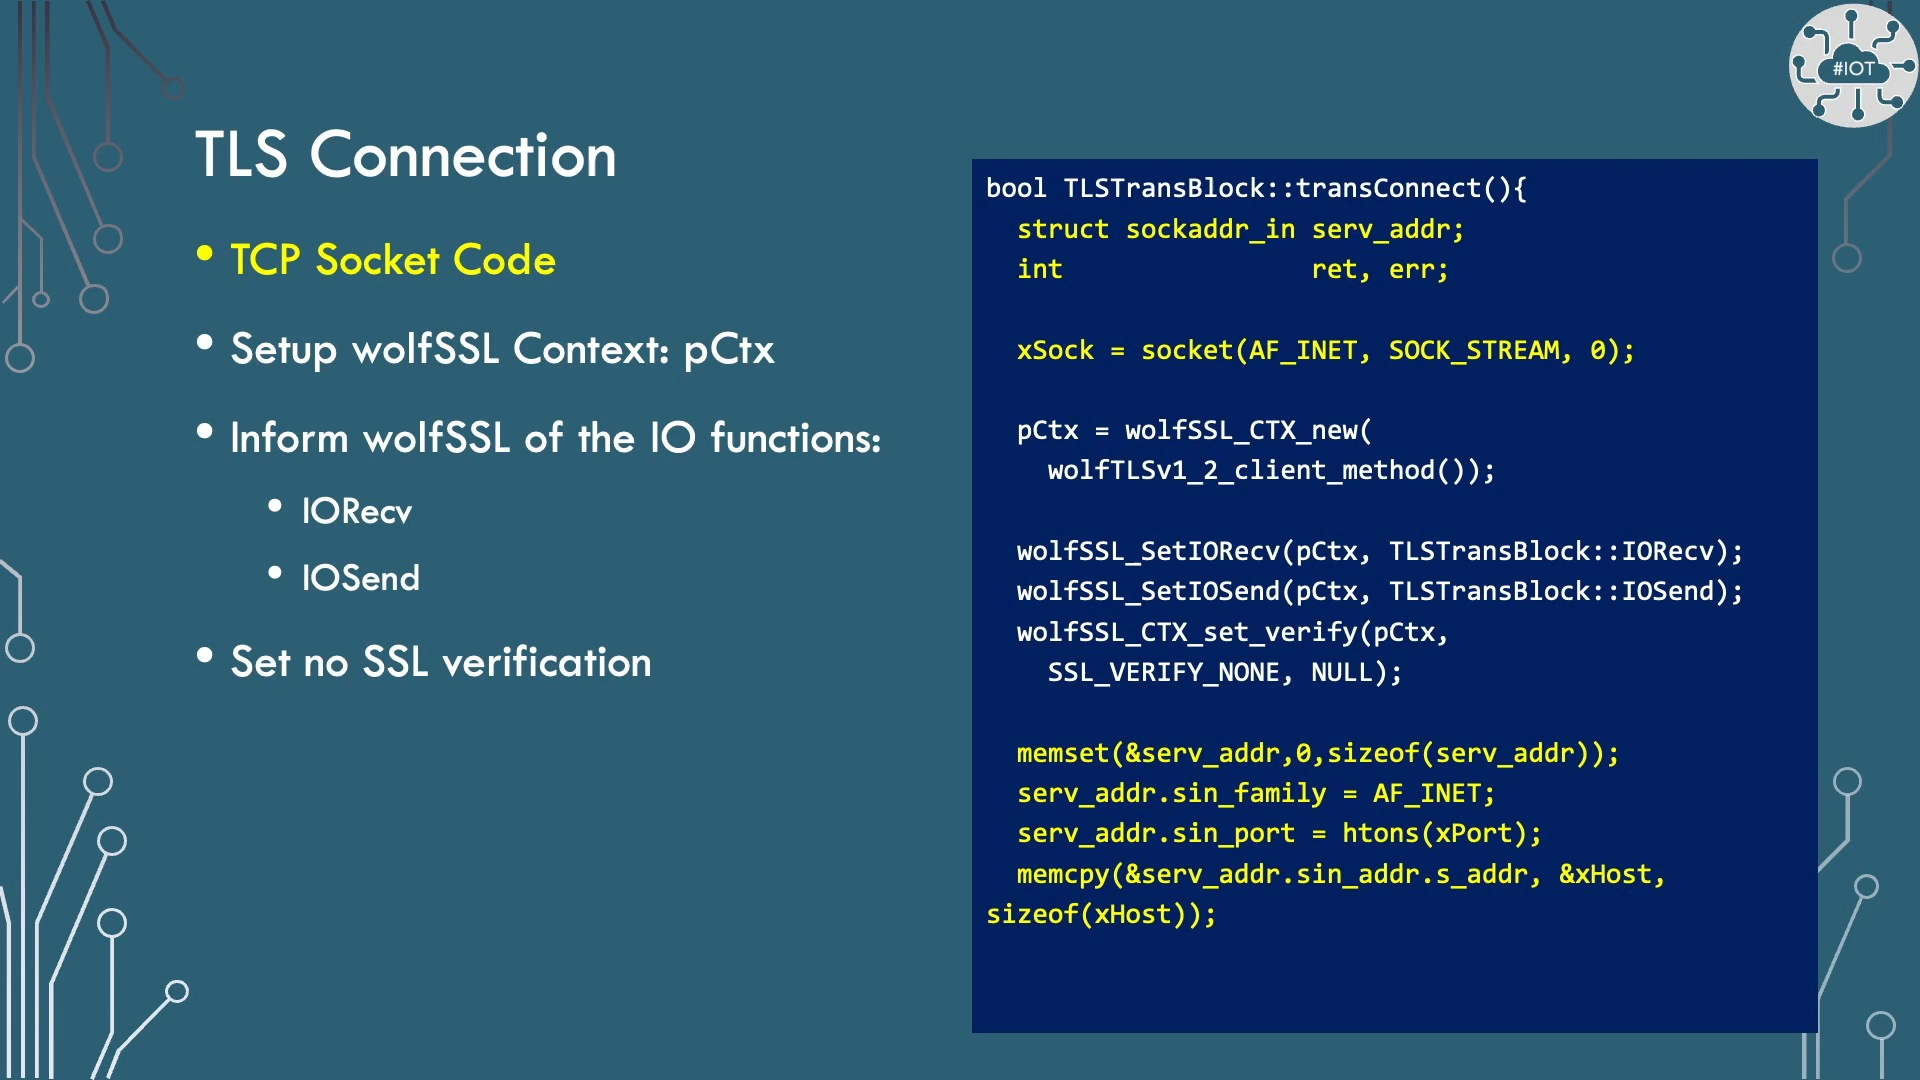 #IOT
TLS Connection
• TCP Socket Code
• Setup wolfSSL Context: pCtx
• Inform wolfSSL of the IO functions:
• IORecv
• IOSend
• Set no SSL verification
bool TLSTransBlock::transConnect(){
  struct sockaddr_in serv_addr;
  int                ret, err;
  xSock = socket(AF_INET, SOCK_STREAM, 0);
  pCtx = wolfSSL_CTX_new(
    wolfTLSv1_2_client_method());
  wolfSSL_SetIORecv(pCtx, TLSTransBlock::IORecv);
  wolfSSL_SetIOSend(pCtx, TLSTransBlock::IOSend);
  wolfSSL_CTX_set_verify(pCtx,
    SSL_VERIFY_NONE, NULL);
  memset(&serv_addr,0,sizeof(serv_addr));
  serv_addr.sin_family = AF_INET;
  serv_addr.sin_port = htons(xPort);
  memcpy(&serv_addr.sin_addr.s_addr, &xHost,
sizeof(xHost));